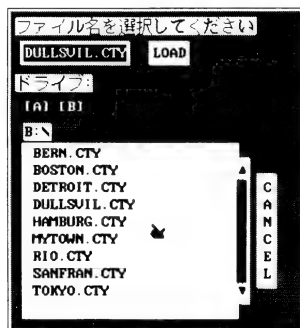 ファイル名を選択してください
DULLSVIL.CTY LOAD
ドライブ:
[A] [B]
B:\
BERN.CTY
BOSTON.CTY
DETROIT.CTY
DULLSVIL.CTY
HAMBURG.CTY
MYTOWN.CTY
RIO.CTY
SANFRAN.CTY
TOKYO.CTY
CANCEL